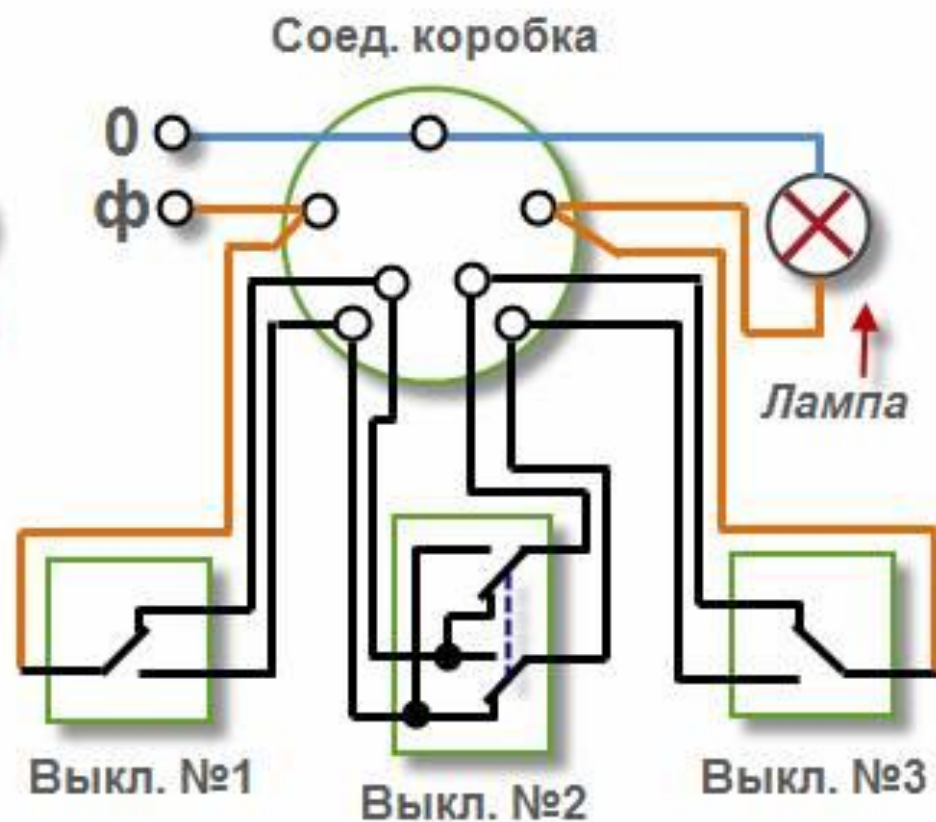 Соед. коробка
0
ф
Лампа
Выкл. №1
Выкл. №2
Выкл. №3